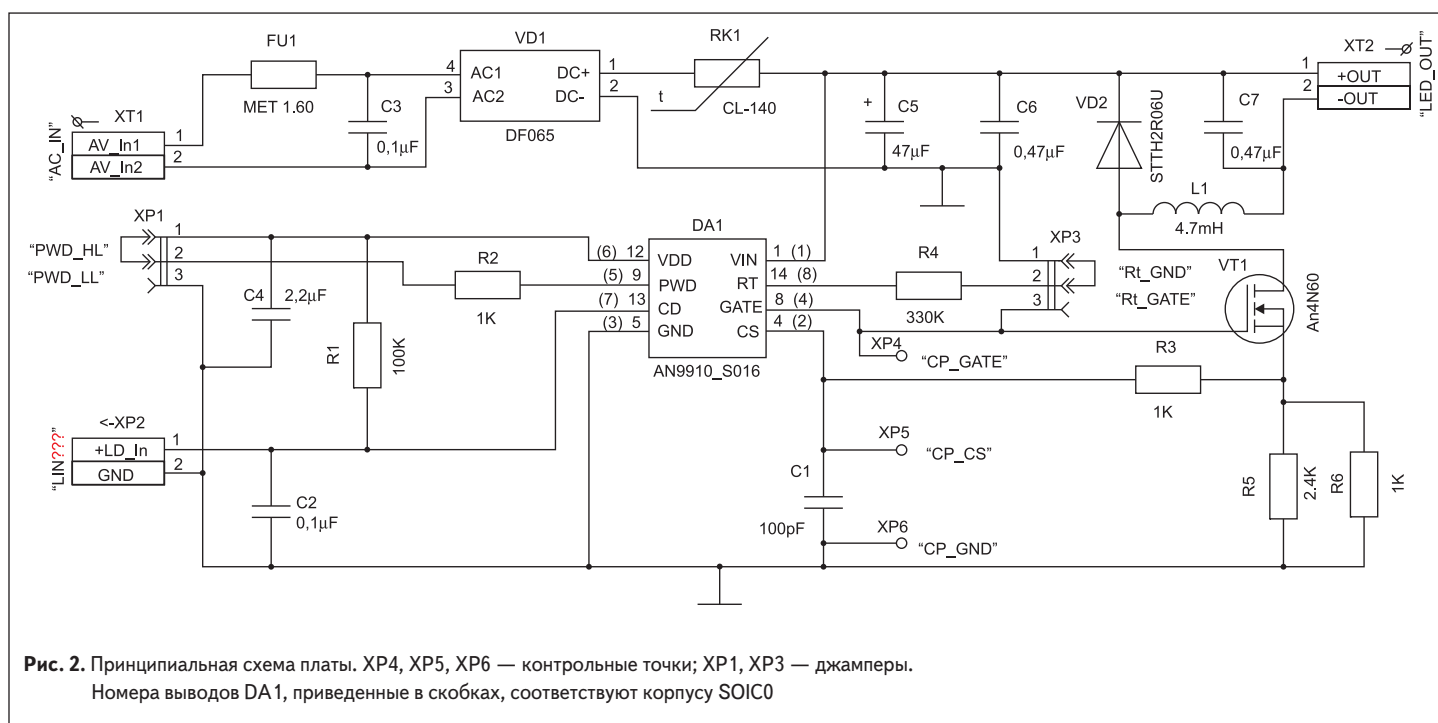 FU1
MET 1.60
VD1
4 AC1 DC+ 1
3 AC2 DC- 2
DF065
RK1
t
CL-140
XT2
1 +OUT
2 -OUT
"LED_OUT"
XT1
AV_In1 1
AV_In2 2
"AC_IN"
C3
0,1µF
+
C5
47µF
C6
0,47µF
VD2
STTH2R06U
C7
0,47µF
L1
4.7mH
XP1
1
2
3
"PWD_HL"
"PWD_LL"
C4
2,2µF
R1
100K
R2
1K
DA1
(6) 12 VDD VIN 1 (1)
(5) 9 PWD RT 14 (8)
(7) 13 CD GATE 8 (4)
(3) 5 GND CS 4 (2)
AN9910_S016
R4
330K
XP3
1
2
3
"Rt_GND"
"Rt_GATE"
VT1
An4N60
XP4
"CP_GATE"
R3
1K
<-XP2
+LD_In 1
GND 2
"LIN???"
C2
0,1µF
XP5
"CP_CS"
C1
100pF
XP6
"CP_GND"
R5
2.4K
R6
1K
Рис. 2. Принципиальная схема платы. XP4, XP5, XP6 — контрольные точки; XP1, XP3 — джамперы.
Номера выводов DA1, приведенные в скобках, соответствуют корпусу SOIC0